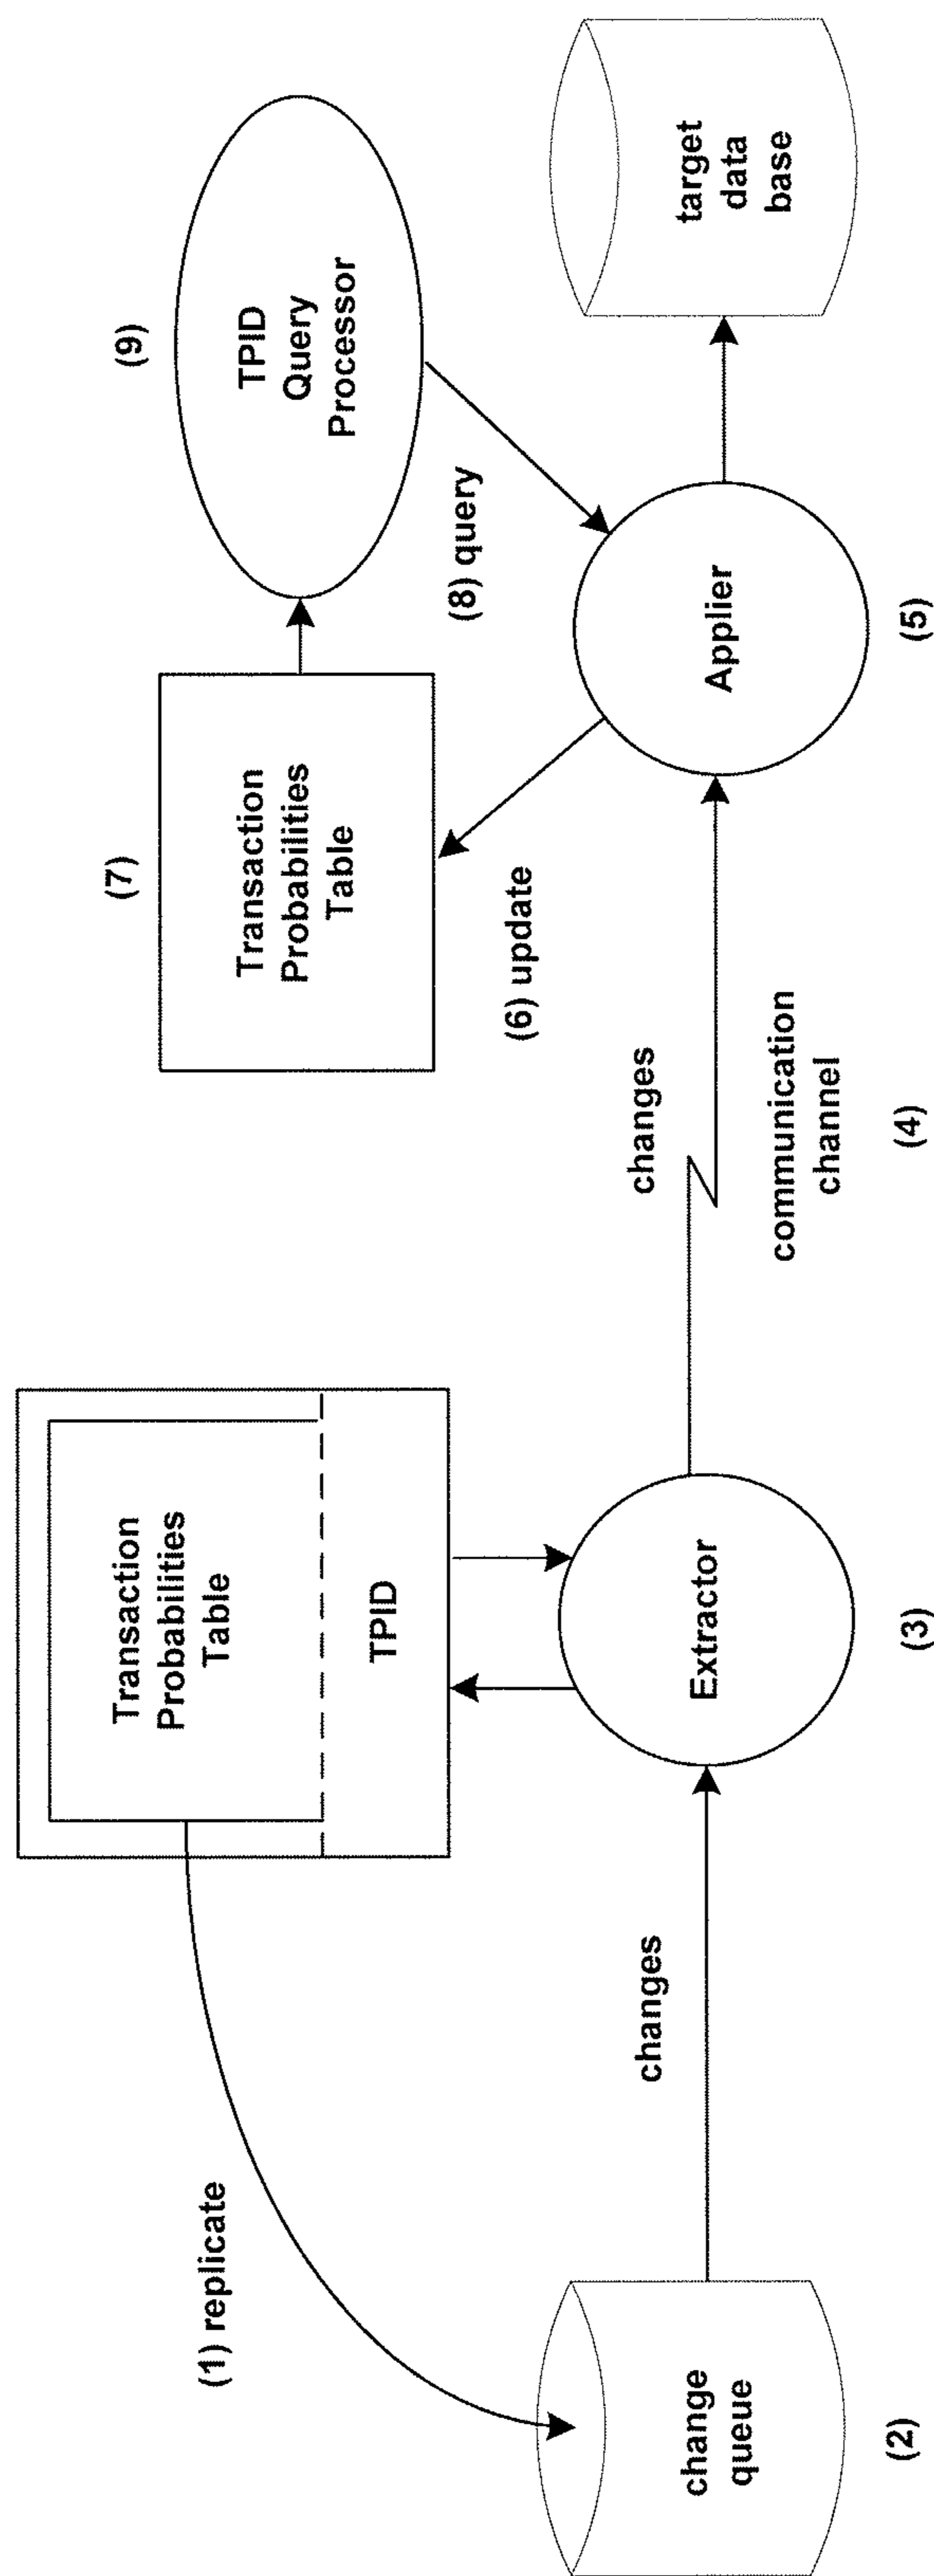 (1) replicate
change
queue
(2)
changes
Transaction
Probabilities
Table
TPID
Extractor
(3)
changes
communication
channel
(4)
(7)
Transaction
Probabilities
Table
(6) update
(8) query
Applier
(5)
(9)
TPID
Query
Processor
target
data
base